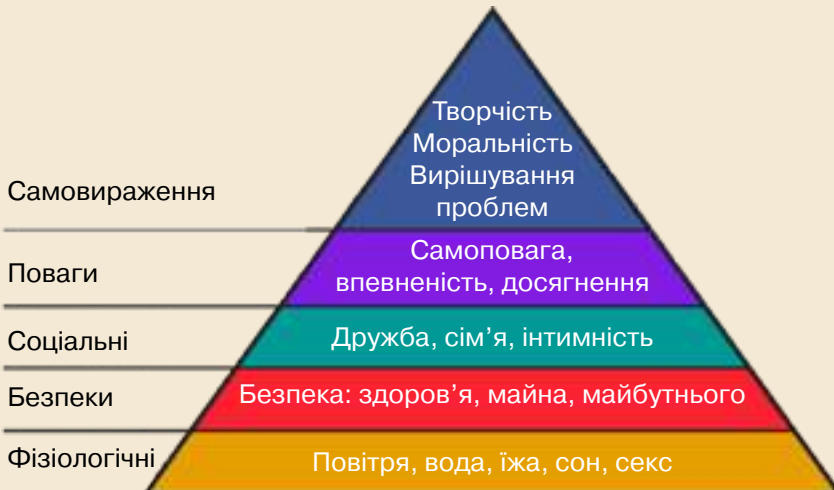 Творчість
Моральність
Вирішування
проблем
Самовираження
Самоповага,
впевненість, досягнення
Поваги
Дружба, сім’я, інтимність
Соціальні
Безпека: здоров’я, майна, майбутнього
Безпеки
Повітря, вода, їжа, сон, секс
Фізіологічні